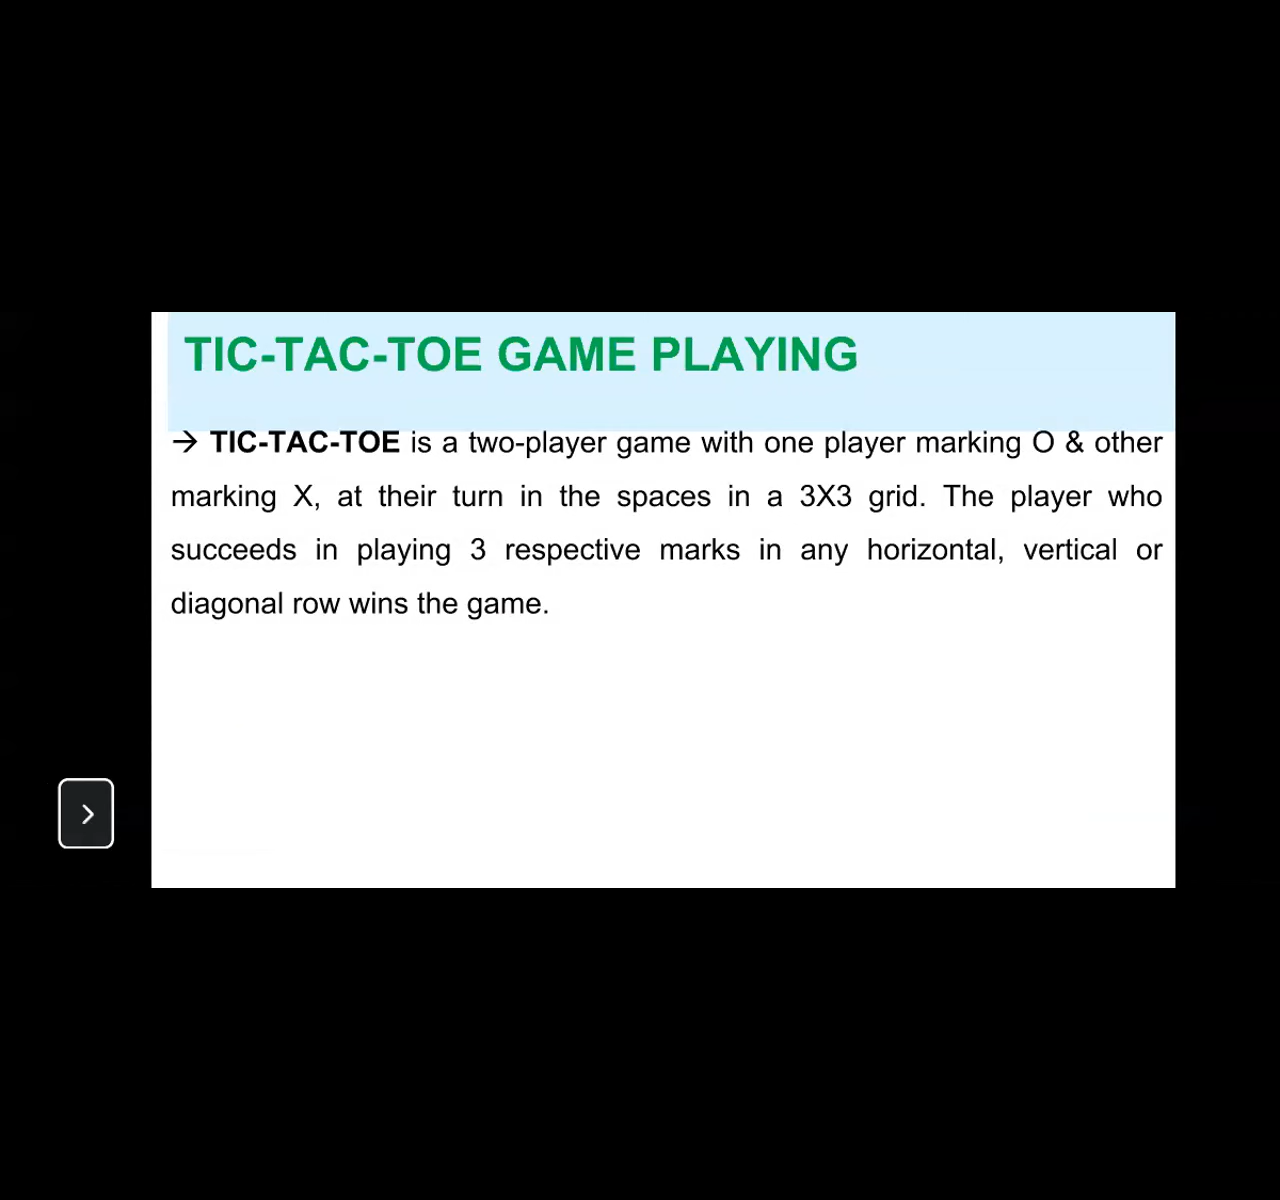 TIC-TAC-TOE GAME PLAYING
→ TIC-TAC-TOE is a two-player game with one player marking O & other
marking X, at their turn in the spaces in a 3X3 grid. The player who
succeeds in playing 3 respective marks in any horizontal, vertical or
diagonal row wins the game.